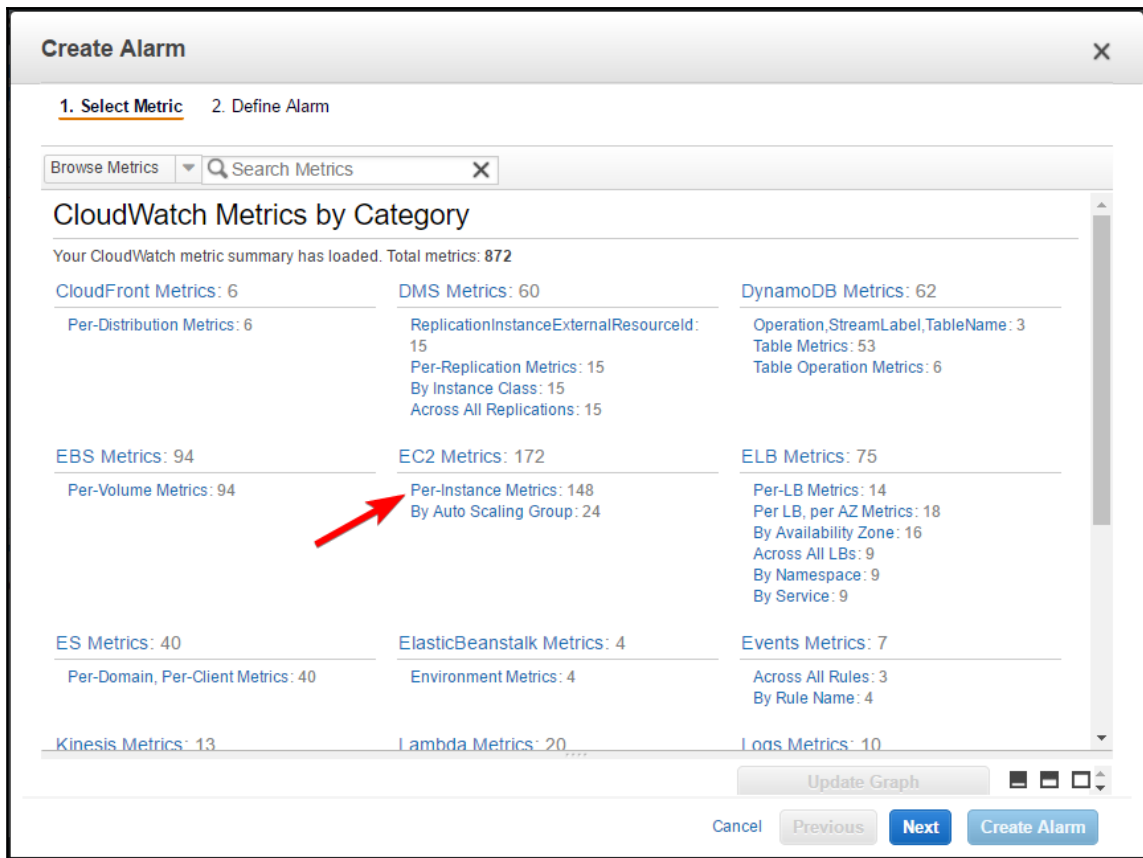 Create Alarm
1. Select Metric 2. Define Alarm
Browse Metrics Search Metrics
CloudWatch Metrics by Category
Your CloudWatch metric summary has loaded. Total metrics: 872
CloudFront Metrics: 6
Per-Distribution Metrics: 6
DMS Metrics: 60
ReplicationInstanceExternalResourceId:
15
Per-Replication Metrics: 15
By Instance Class: 15
Across All Replications: 15
DynamoDB Metrics: 62
Operation,StreamLabel,TableName: 3
Table Metrics: 53
Table Operation Metrics: 6
EBS Metrics: 94
Per-Volume Metrics: 94
EC2 Metrics: 172
Per-Instance Metrics: 148
By Auto Scaling Group: 24
ELB Metrics: 75
Per-LB Metrics: 14
Per LB, per AZ Metrics: 18
By Availability Zone: 16
Across All LBs: 9
By Namespace: 9
By Service: 9
ES Metrics: 40
Per-Domain, Per-Client Metrics: 40
ElasticBeanstalk Metrics: 4
Environment Metrics: 4
Events Metrics: 7
Across All Rules: 3
By Rule Name: 4
Kinesis Metrics: 13
Lambda Metrics: 20
Logs Metrics: 10
Update Graph
Cancel Previous Next Create Alarm